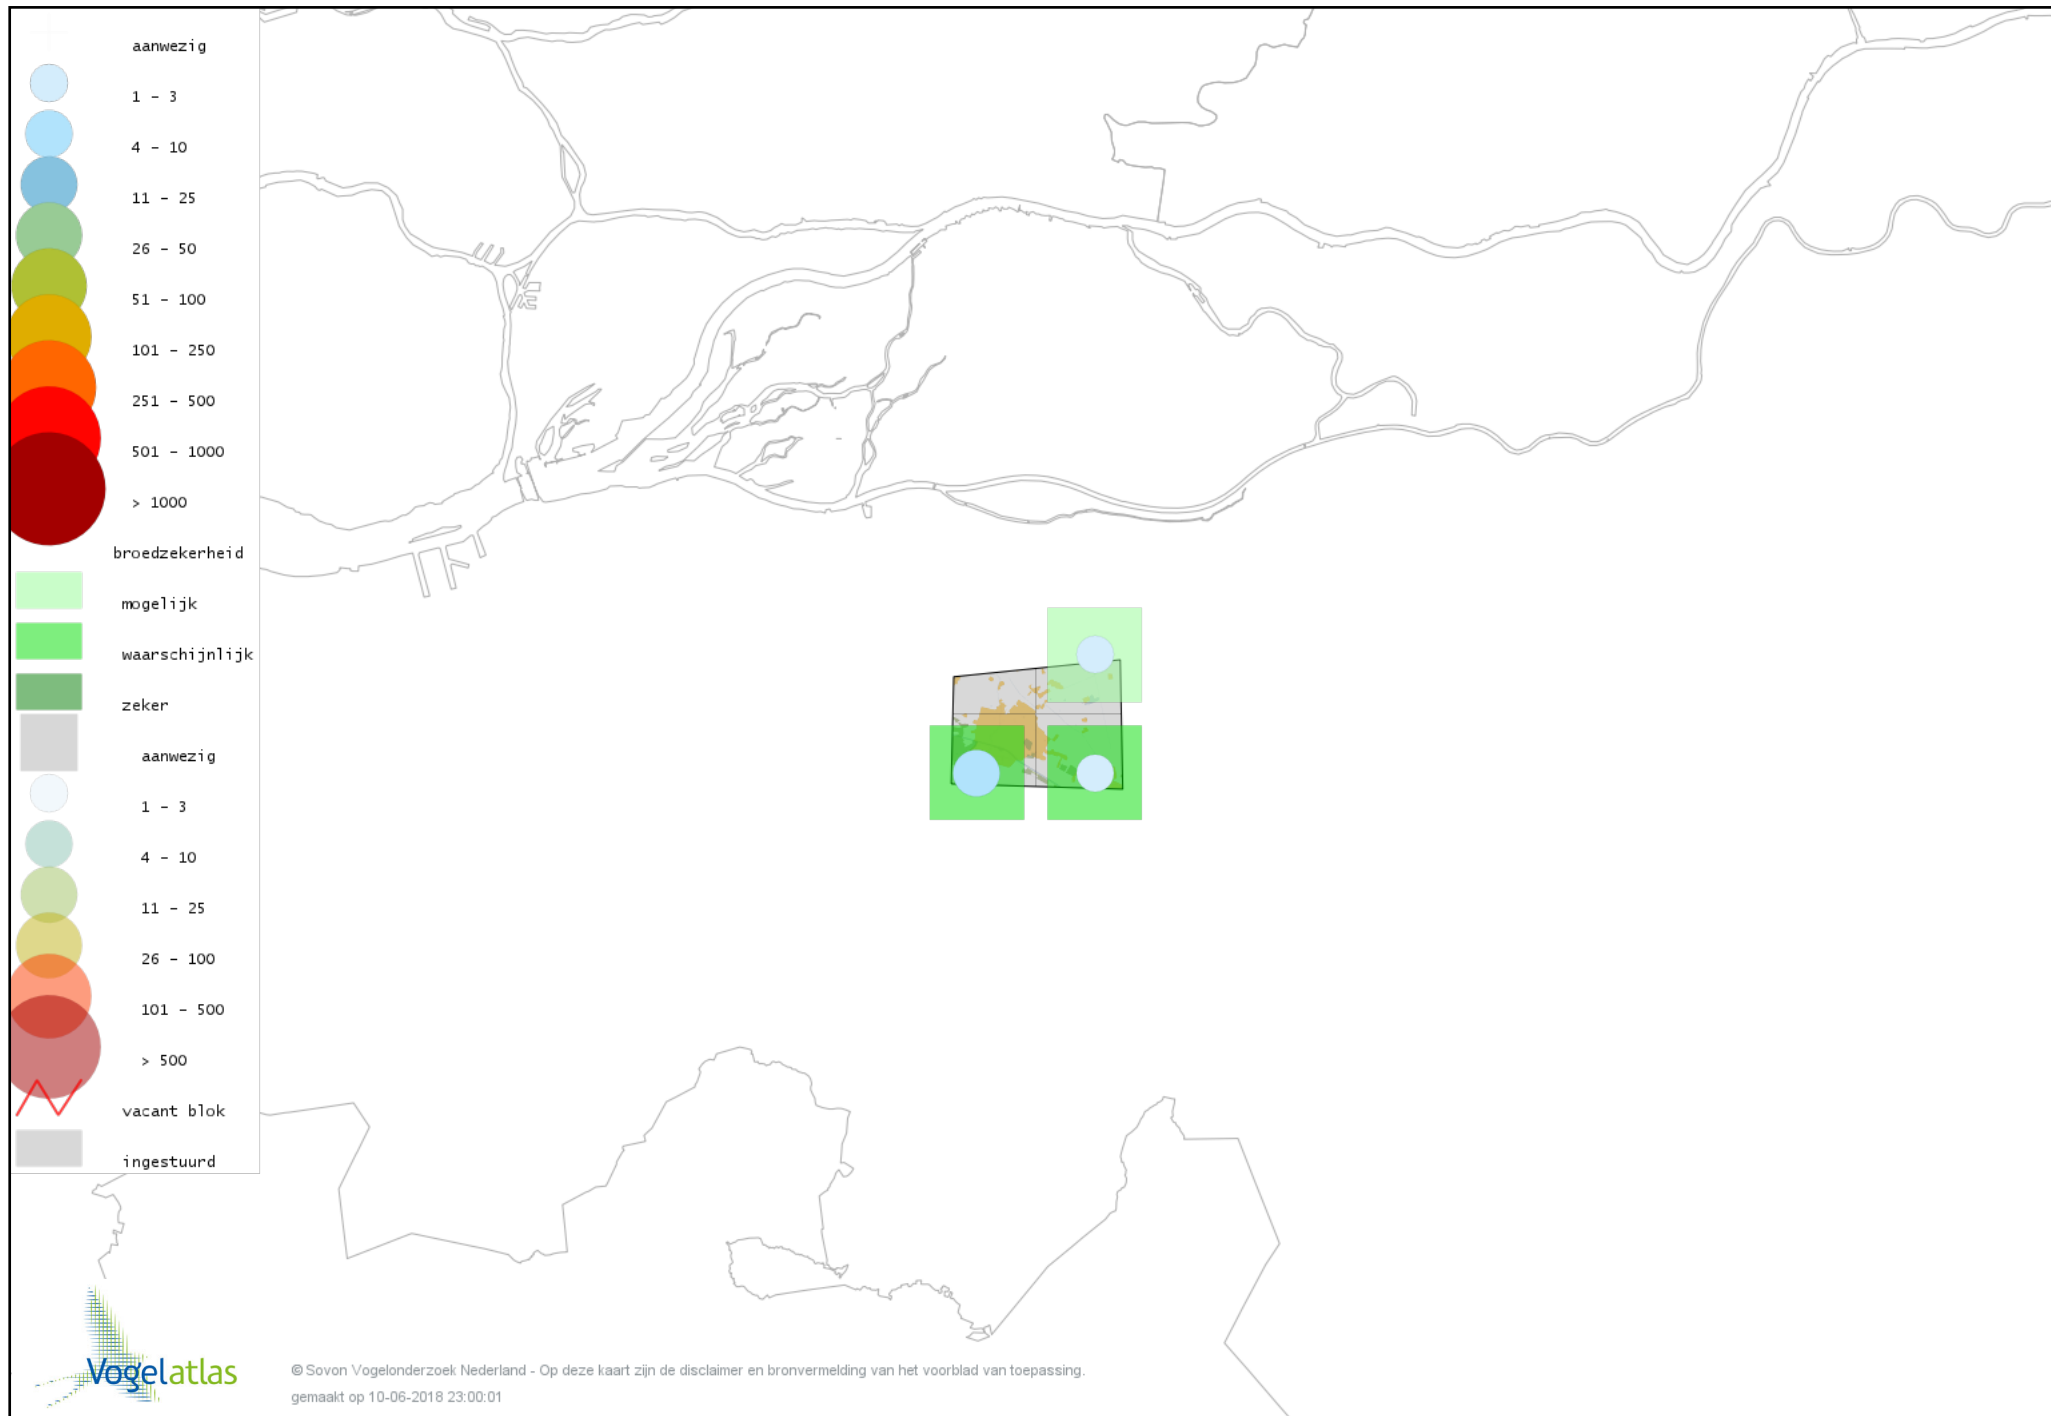 aanwezig
1 - 3
4 - 10
11 - 25
26 - 50
51 - 100
101 - 250
251 - 500
501 - 1000
> 1000
broedzekerheid
mogelijk
waarschijnlijk
zeker
aanwezig
1 - 3
4 - 10
11 - 25
26 - 100
101 - 500
> 500
vacant blok
ingestuurd
Vogelatlas
© Sovon Vogelonderzoek Nederland - Op deze kaart zijn de disclaimer en bronvermelding van het voorblad van toepassing.
gemaakt op 10-06-2018 23:00:01